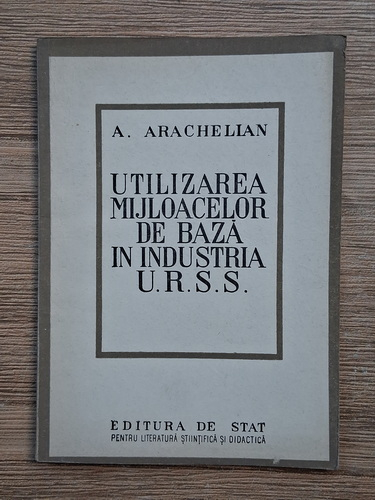 A. ARACHELIAN
UTILIZAREA
MIJLOACELOR
DE BAZĂ
IN INDUSTRIA
U.R.S.S.
EDITURA DE STAT
PENTRU LITERATURĂ ȘTIINȚIFICĂ ȘI DIDACTICĂ